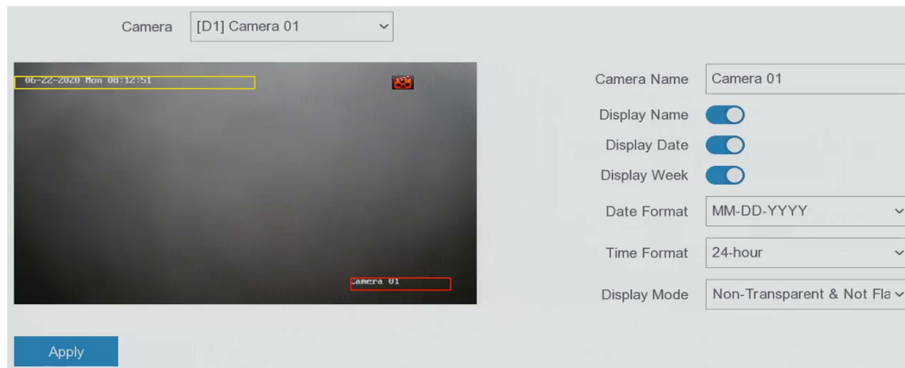 Camera [D1] Camera 01
06-22-2020 Mon 08:12:51
Camera Name Camera 01
Display Name
Display Date
Display Week
Date Format MM-DD-YYYY
Time Format 24-hour
Camera 01
Display Mode Non-Transparent & Not Fla
Apply